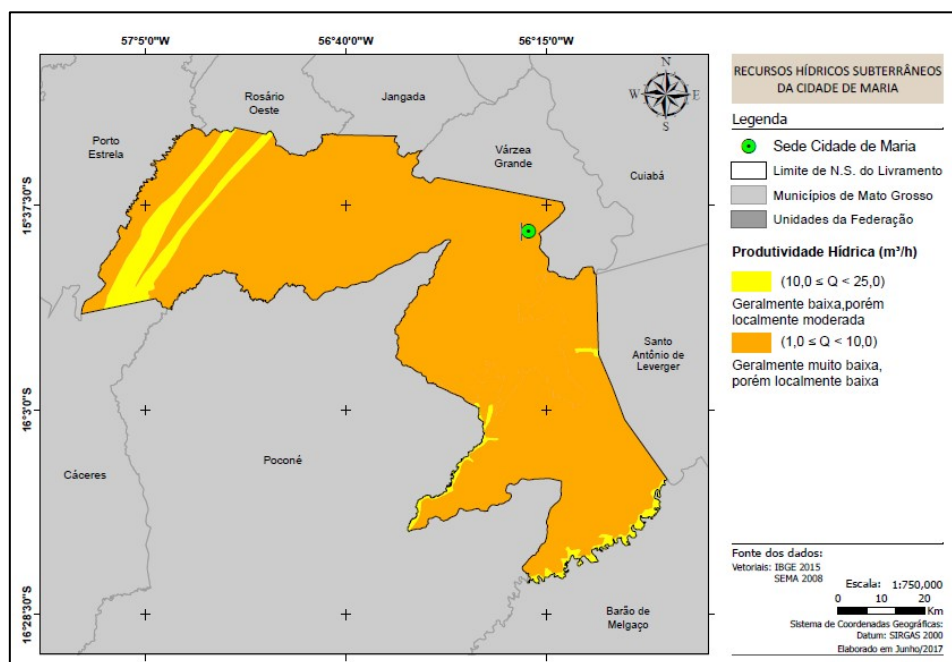 57°5'0"W
56°40'0"W
56°15'0"W
15°37'30"S
16°3'0"S
16°28'30"S
Porto
Estrela
Rosário
Oeste
Jangada
Várzea
Grande
Cuiabá
Santo
Antônio de
Leverger
Cáceres
Poconé
Barão de
Melgaço
N
W
E
S
RECURSOS HÍDRICOS SUBTERRÂNEOS
DA CIDADE DE MARIA
Legenda
Sede Cidade de Maria
Limite de N.S. do Livramento
Municípios de Mato Grosso
Unidades da Federação
Produtividade Hídrica (m³/h)
(10,0 ≤ Q < 25,0)
Geralmente baixa,porém
localmente moderada
(1,0 ≤ Q < 10,0)
Geralmente muito baixa,
porém localmente baixa
Fonte dos dados:
Vetoriais: IBGE 2015
SEMA 2008
Escala: 1:750,000
0 10 20
Km
Sistema de Coordenadas Geográficas:
Datum: SIRGAS 2000
Elaborado em Junho/2017